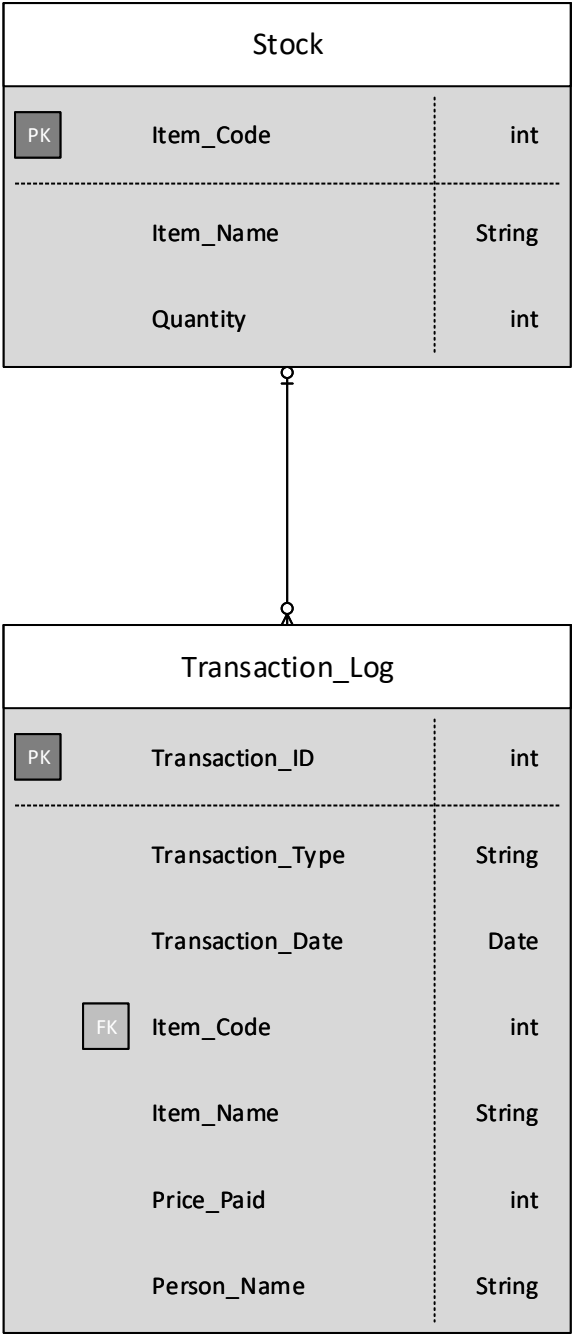 Stock
PK Item_Code int
Item_Name String
Quantity int
Transaction_Log
PK Transaction_ID int
Transaction_Type String
Transaction_Date Date
FK Item_Code int
Item_Name String
Price_Paid int
Person_Name String